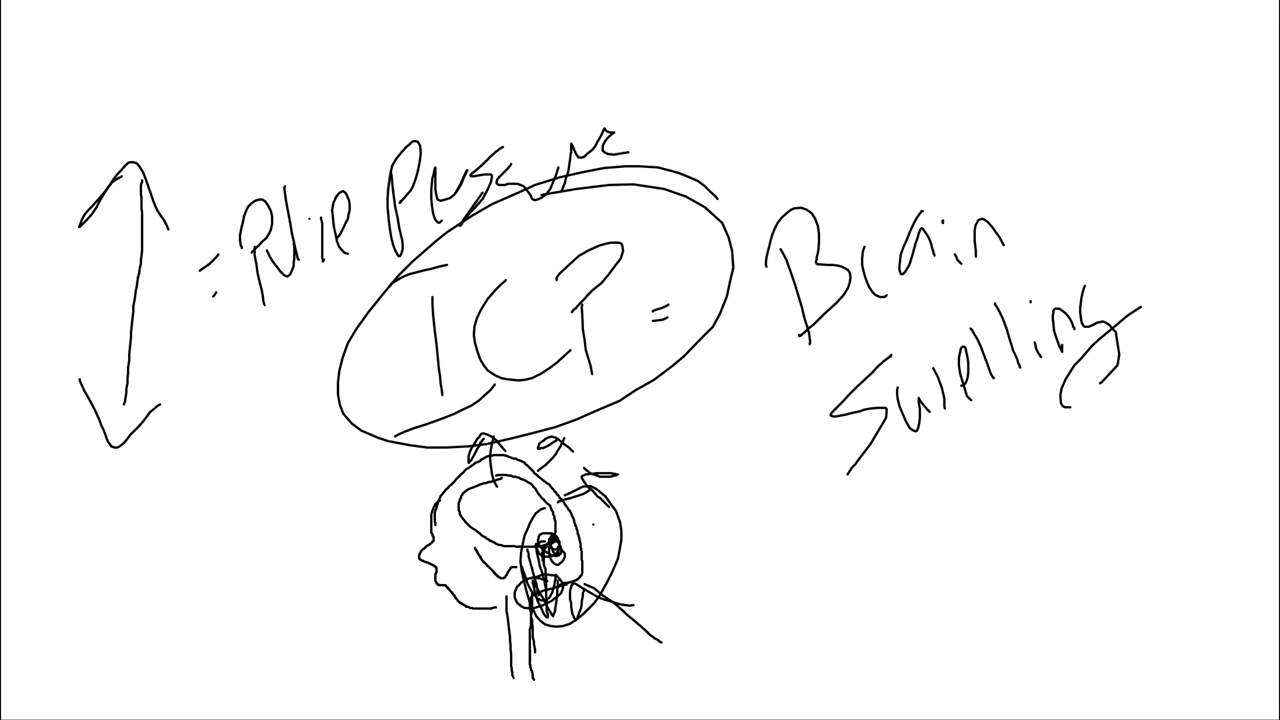 = Pulse Pressure
ICP = Brain
Swelling